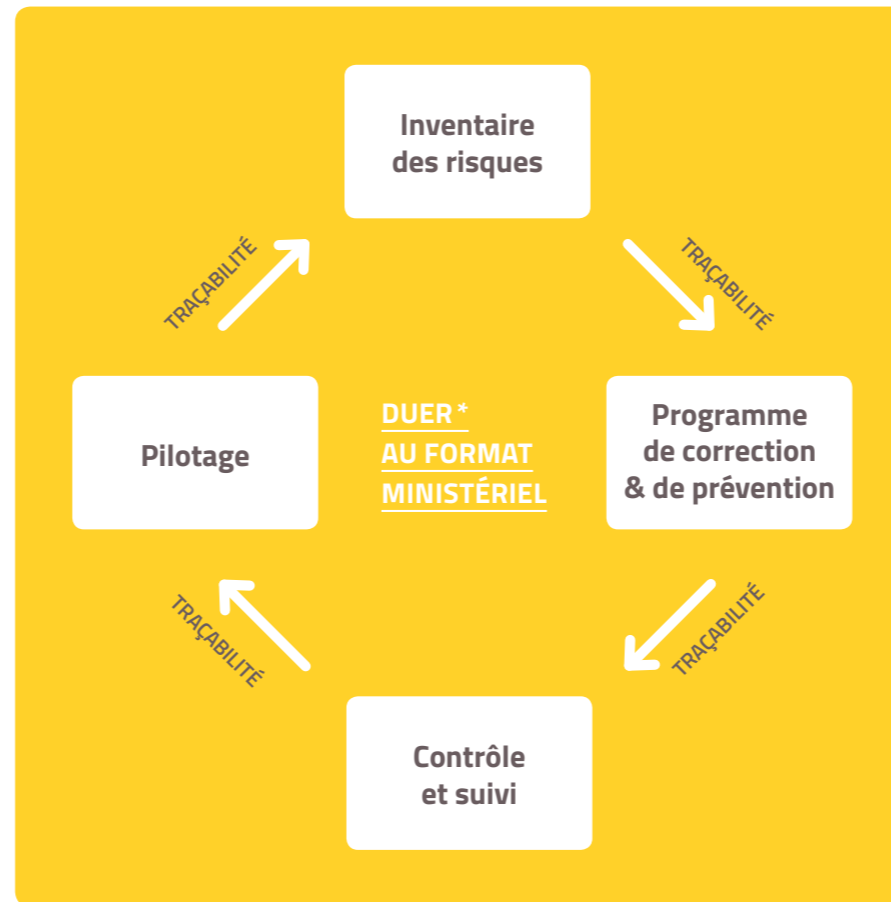 Inventaire
des risques
TRAÇABILITÉ
TRAÇABILITÉ
Pilotage
DUER*
AU FORMAT
MINISTÉRIEL
Programme
de correction
& de prévention
TRAÇABILITÉ
TRAÇABILITÉ
Contrôle
et suivi